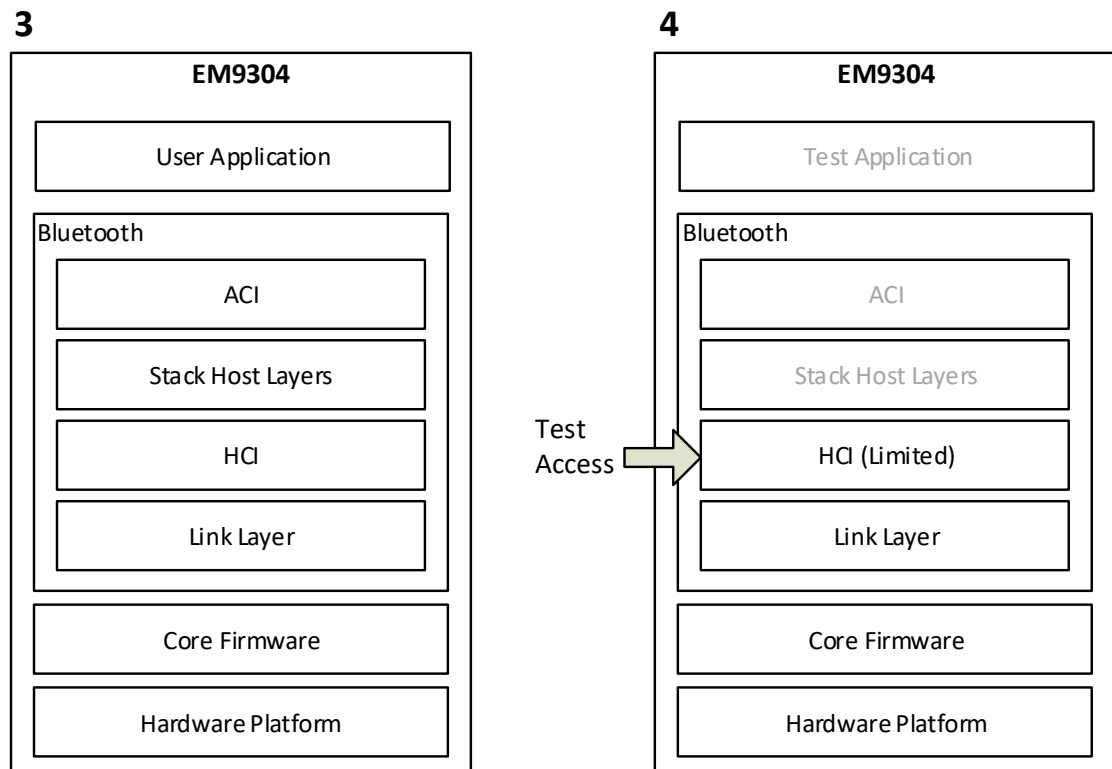 3
EM9304
User Application
Bluetooth
ACI
Stack Host Layers
HCI
Link Layer
Core Firmware
Hardware Platform
4
EM9304
Test Application
Bluetooth
ACI
Stack Host Layers
Test
Access
HCI (Limited)
Link Layer
Core Firmware
Hardware Platform